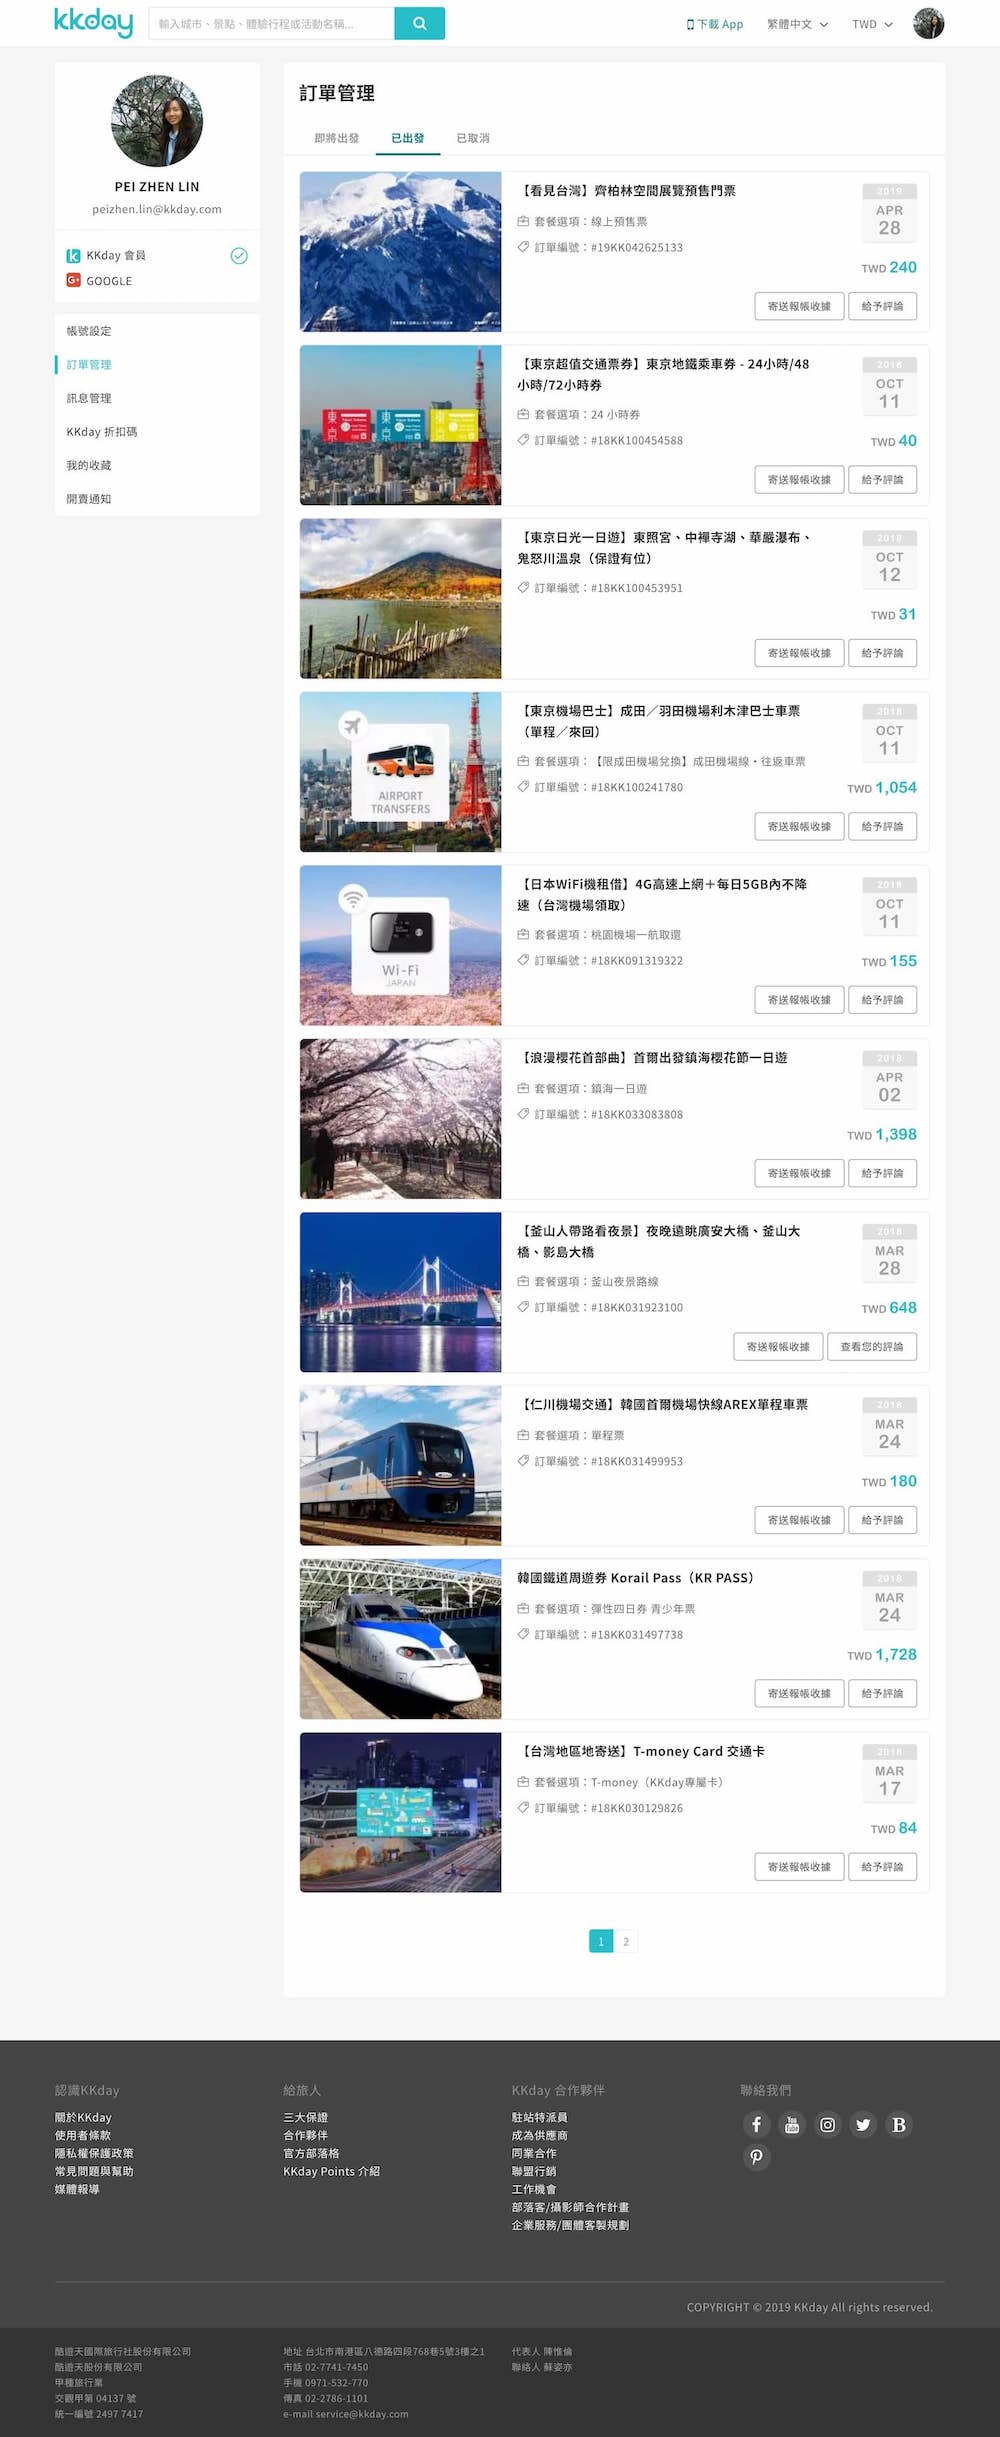 kkday
輸入城市、景點、體驗行程或活動名稱...
下載 App
繁體中文
TWD
PEI ZHEN LIN
peizhen.lin@kkday.com
KKday 會員
GOOGLE
帳號設定
訂單管理
訊息管理
KKday 折扣碼
我的收藏
開賣通知
訂單管理
即將出發
已出發
已取消
【看見台灣】齊柏林空間展覽預售門票
套餐選項：線上預售票
訂單編號：#19KK042625133
2019
APR
28
TWD 240
寄送報帳收據
給予評論
【東京超值交通票券】東京地鐵乘車券 - 24小時/48
小時/72小時券
套餐選項：24 小時券
訂單編號：#18KK100454588
2018
OCT
11
TWD 40
寄送報帳收據
給予評論
【東京日光一日遊】東照宮、中禪寺湖、華嚴瀑布、
鬼怒川溫泉（保證有位）
訂單編號：#18KK100453951
2018
OCT
12
TWD 31
寄送報帳收據
給予評論
AIRPORT
TRANSFERS
【東京機場巴士】成田／羽田機場利木津巴士車票
（單程／來回）
套餐選項：【限成田機場兌換】成田機場線・往返車票
訂單編號：#18KK100241780
2018
OCT
11
TWD 1,054
寄送報帳收據
給予評論
Wi-Fi
JAPAN
【日本WiFi機租借】4G高速上網＋每日5GB內不降
速（台灣機場領取）
套餐選項：桃園機場一航取還
訂單編號：#18KK091319322
2018
OCT
11
TWD 155
寄送報帳收據
給予評論
【浪漫櫻花首部曲】首爾出發鎮海櫻花節一日遊
套餐選項：鎮海一日遊
訂單編號：#18KK033083808
2018
APR
02
TWD 1,398
寄送報帳收據
給予評論
【釜山人帶路看夜景】夜晚遠眺廣安大橋、釜山大
橋、影島大橋
套餐選項：釜山夜景路線
訂單編號：#18KK031923100
2018
MAR
28
TWD 648
寄送報帳收據
查看您的評論
【仁川機場交通】韓國首爾機場快線AREX單程車票
套餐選項：單程票
訂單編號：#18KK031499953
2018
MAR
24
TWD 180
寄送報帳收據
給予評論
韓國鐵道周遊券 Korail Pass（KR PASS）
套餐選項：彈性四日券 青少年票
訂單編號：#18KK031497738
2018
MAR
24
TWD 1,728
寄送報帳收據
給予評論
【台灣地區地寄送】T-money Card 交通卡
套餐選項：T-money（KKday專屬卡）
訂單編號：#18KK030129826
2018
MAR
17
TWD 84
寄送報帳收據
給予評論
1
2
認識KKday
關於KKday
使用者條款
隱私權保護政策
常見問題與幫助
媒體報導
給旅人
三大保證
合作夥伴
官方部落格
KKday Points 介紹
KKday 合作夥伴
駐站特派員
成為供應商
同業合作
聯盟行銷
工作機會
部落客/攝影師合作計畫
企業服務/團體客製規劃
聯絡我們
COPYRIGHT © 2019 KKday All rights reserved.
酷遊天國際旅行社股份有限公司
酷遊天股份有限公司
甲種旅行業
交觀甲第 04137 號
統一編號 2497 7417
地址 台北市南港區八德路四段768巷5號3樓之1
市話 02-7741-7450
手機 0971-532-770
傳真 02-2786-1101
e-mail service@kkday.com
代表人 陳惟倫
聯絡人 蘇姿亦